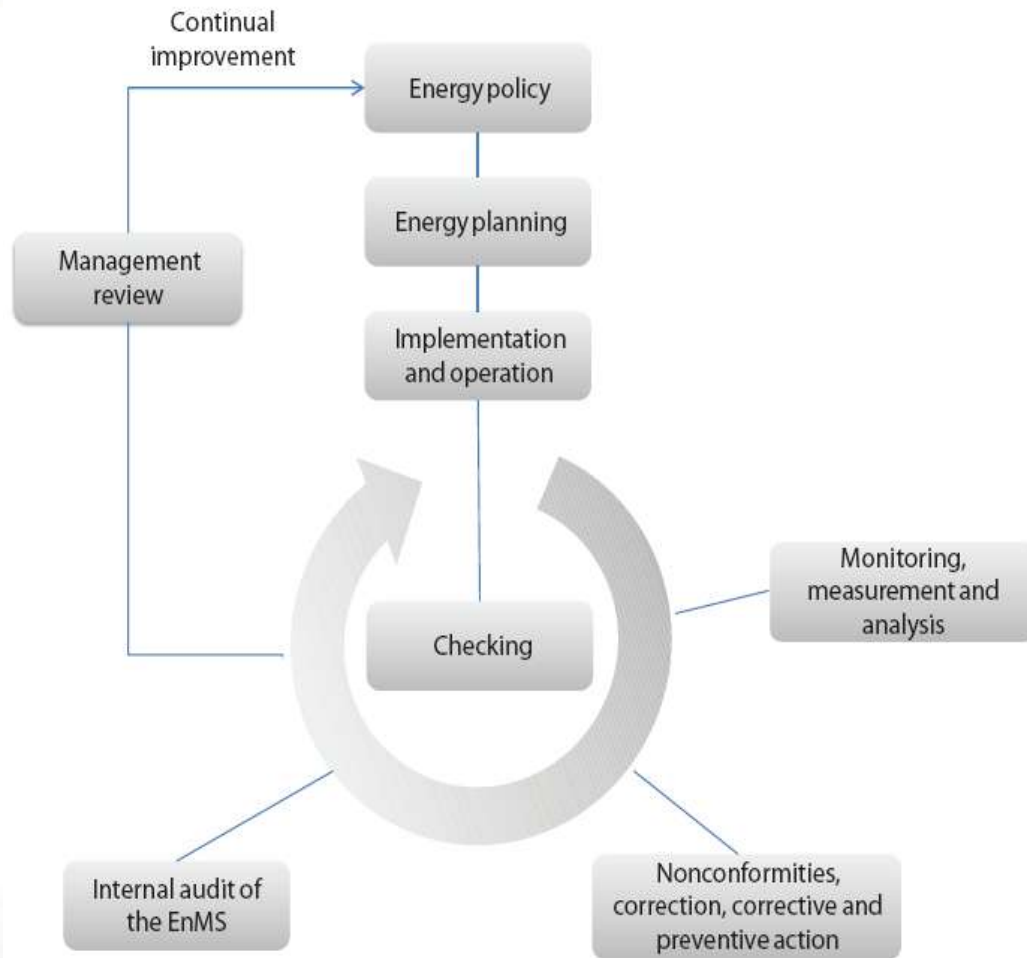 Continual
improvement
Energy policy
Energy planning
Management
review
Implementation
and operation
Monitoring,
measurement and
analysis
Checking
Internal audit of
the EnMS
Nonconformities,
correction, corrective and
preventive action